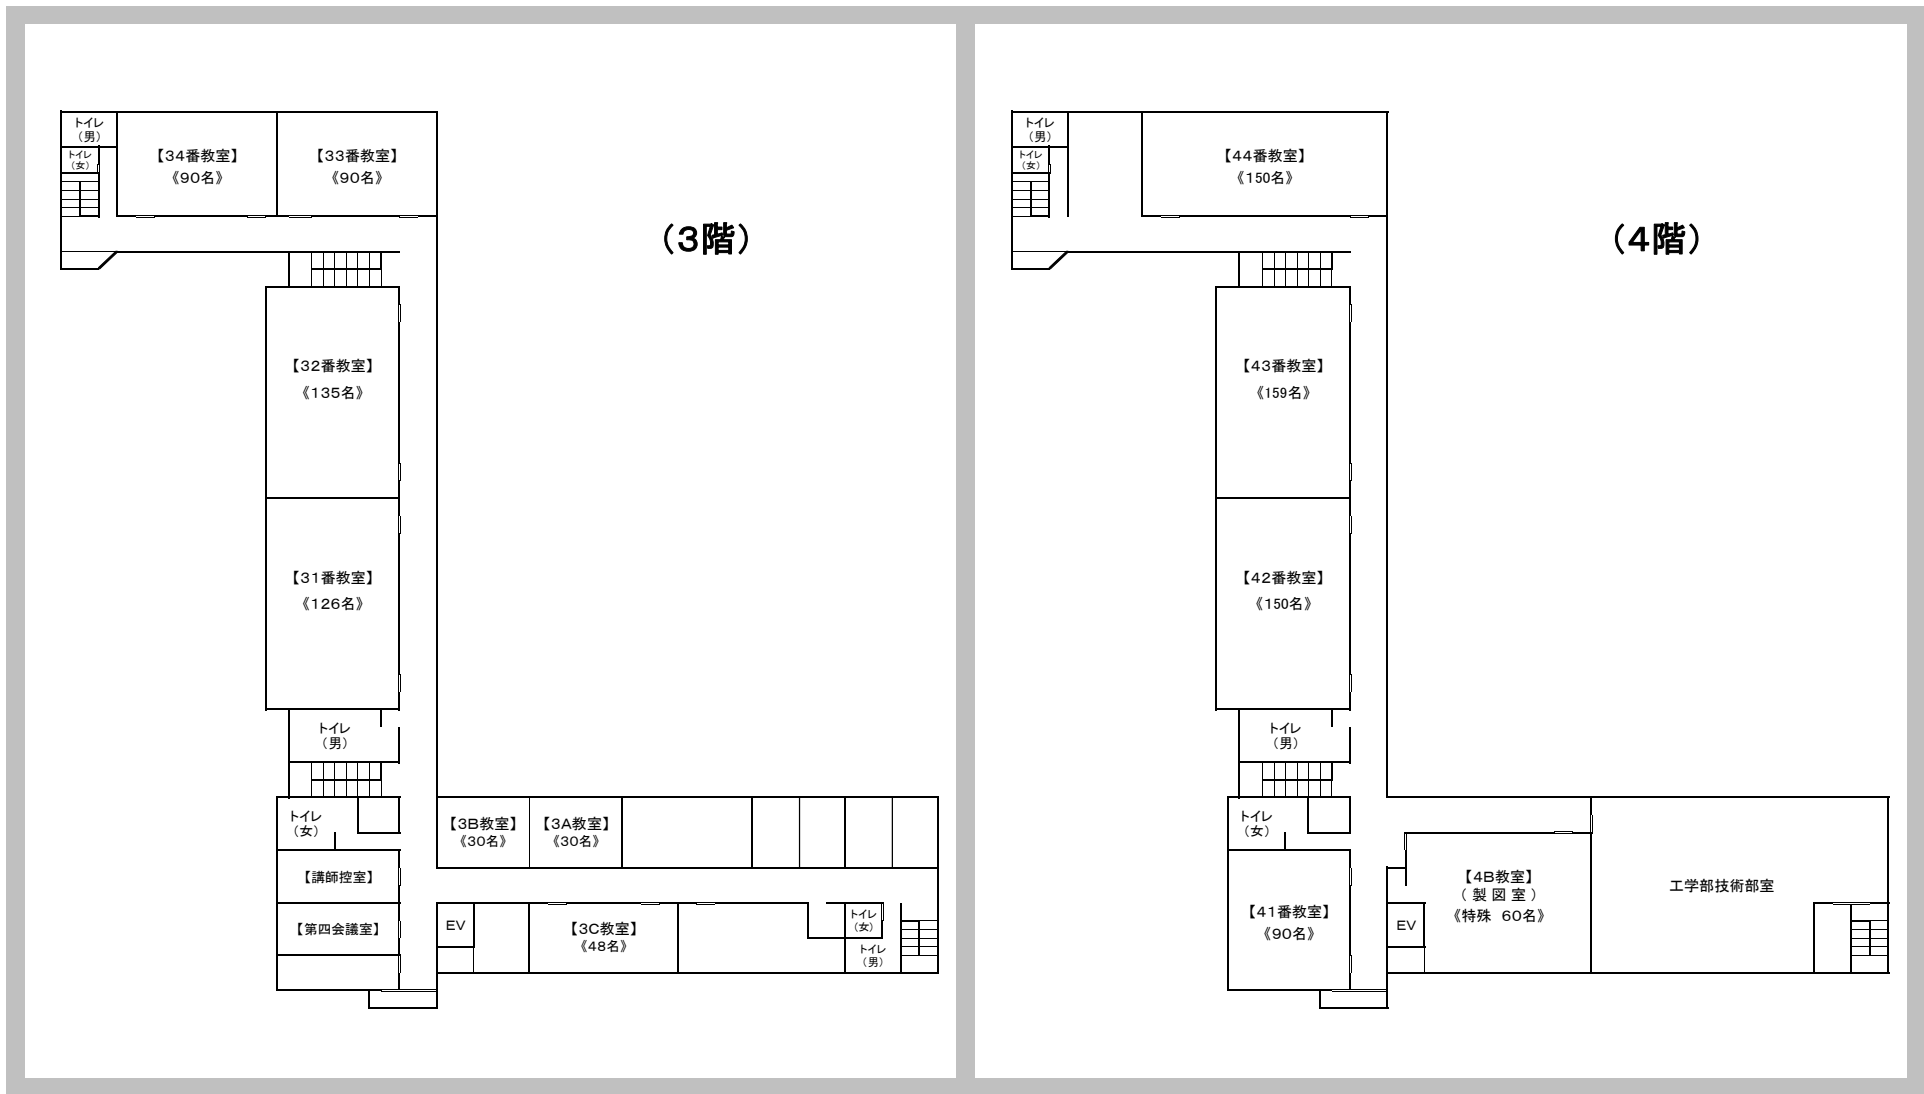 トイレ
（男）
トイレ
（女）
【34番教室】
《90名》
【33番教室】
《90名》
（3階）
【32番教室】
《135名》
【31番教室】
《126名》
トイレ
（男）
トイレ
（女）
【3B教室】
《30名》
【3A教室】
《30名》
【講師控室】
【第四会議室】
EV
【3C教室】
《48名》
トイレ
（女）
トイレ
（男）
トイレ
（男）
トイレ
（女）
【44番教室】
《150名》
（4階）
【43番教室】
《159名》
【42番教室】
《150名》
トイレ
（男）
トイレ
（女）
【41番教室】
《90名》
EV
【4B教室】
（ 製 図 室 ）
《特殊 60名》
工学部技術部室